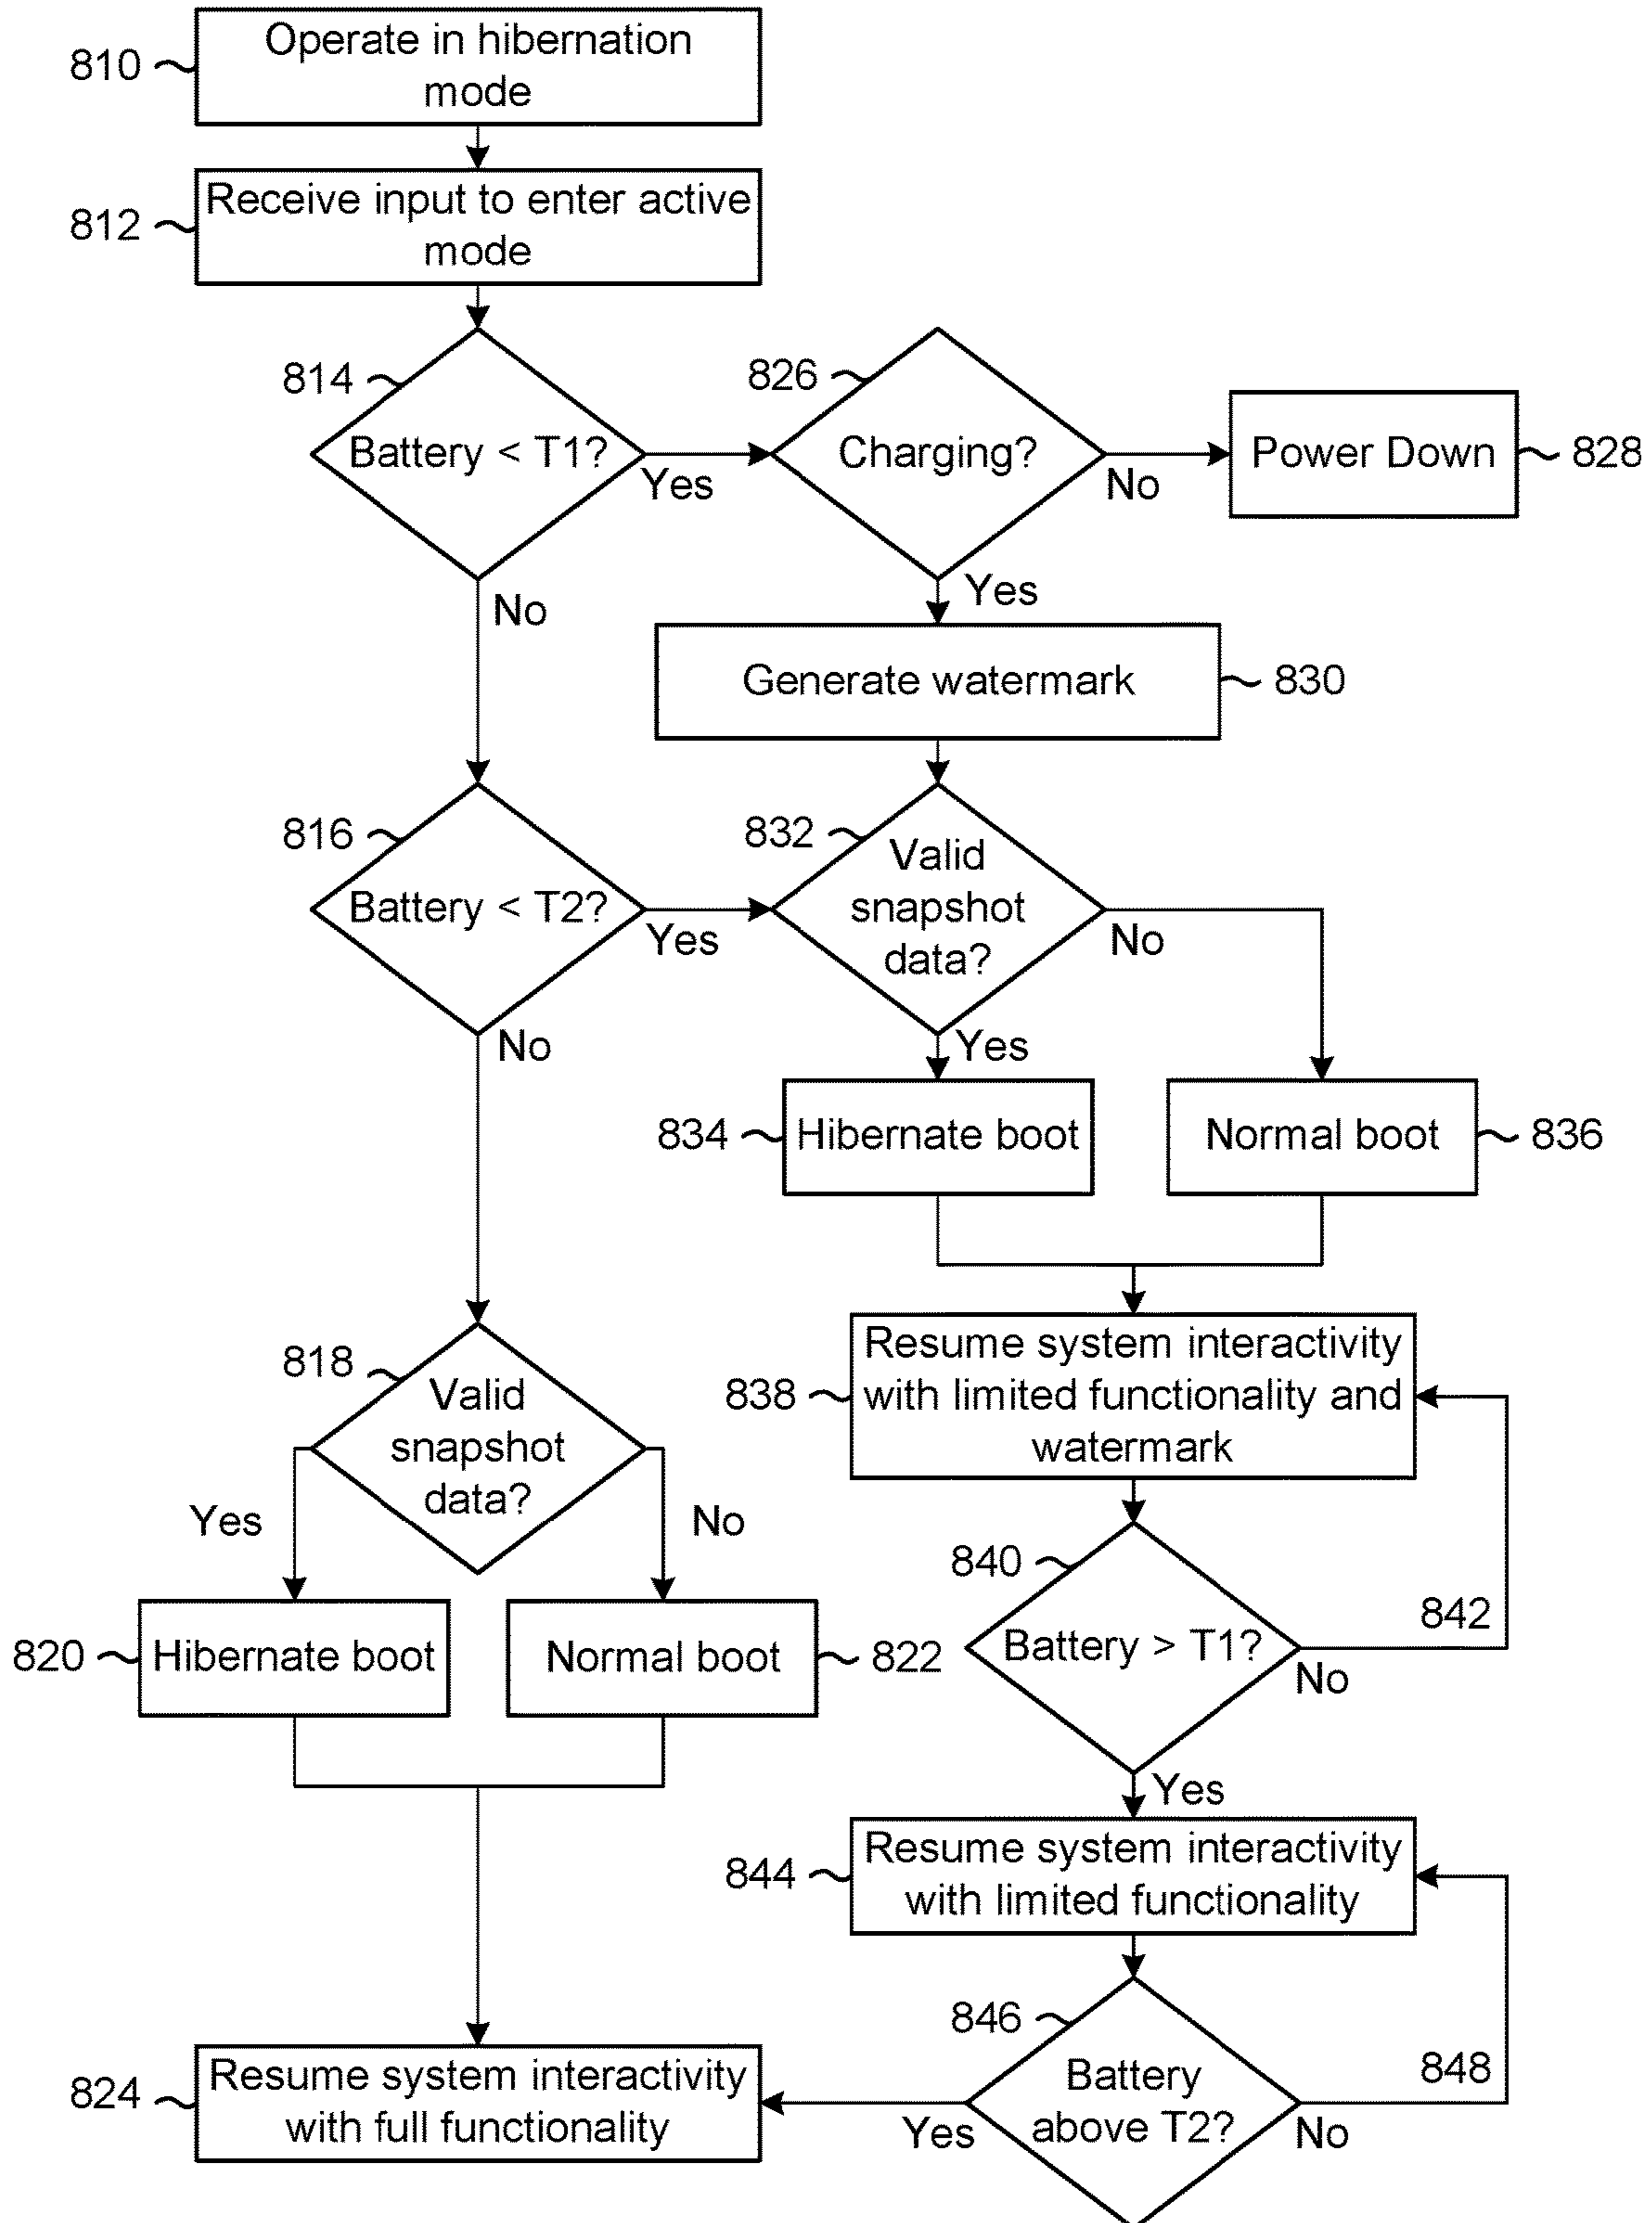 Operate in hibernation
mode
810
Receive input to enter active
mode
812
814
Battery < T1?
Yes
No
826
Charging?
No
Yes
Power Down
828
Generate watermark
830
816
Battery < T2?
Yes
No
832
Valid
snapshot
data?
No
Yes
834
Hibernate boot
Normal boot
836
818
Valid
snapshot
data?
Yes
No
820
Hibernate boot
Normal boot
822
838
Resume system interactivity
with limited functionality and
watermark
840
Battery > T1?
842
No
Yes
844
Resume system interactivity
with limited functionality
846
Battery
above T2?
848
No
Yes
824
Resume system interactivity
with full functionality